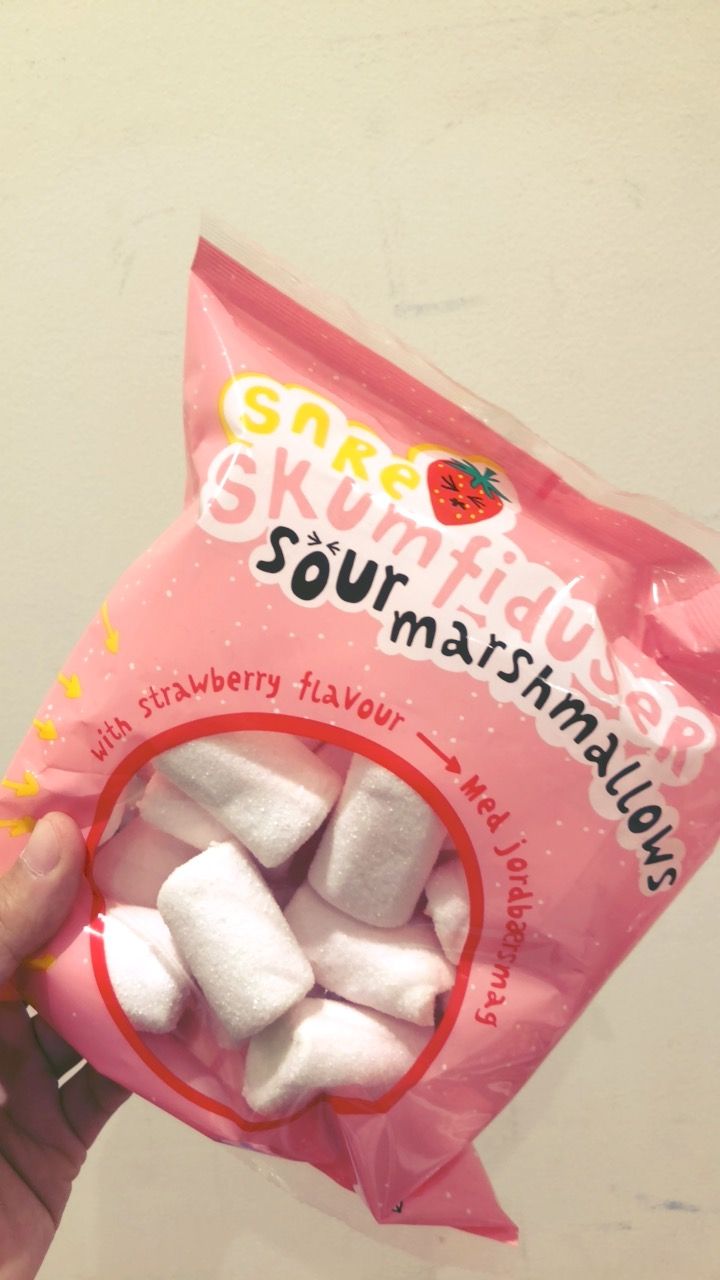 SURE
SKumfiduSeR
Sour
marshmallows
with strawberry flavour
Med jordbærsmag